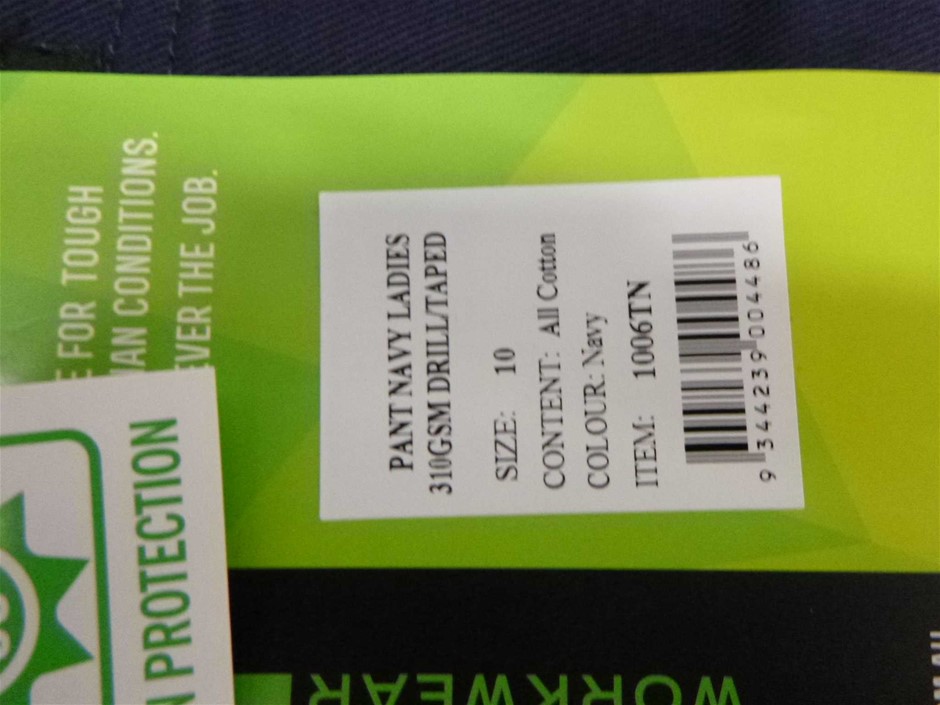 E FOR TOUGH
AN CONDITIONS.
EVER THE JOB.
N PROTECTION
PANT NAVY LADIES
310GSM DRILL/TAPED
SIZE: 10
CONTENT: All Cotton
COLOUR: Navy
ITEM: 1006TN
9 344239 004486
WORKWEAR